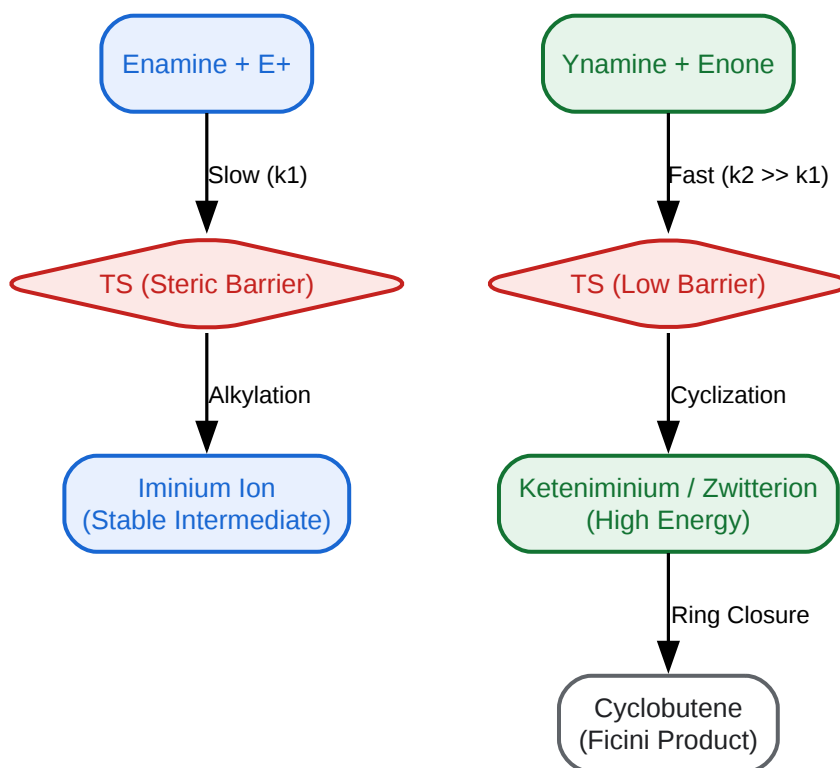 Enamine + E+
Ynamine + Enone
Slow (k1)
Fast (k2 >> k1)
TS (Steric Barrier)
TS (Low Barrier)
Alkylation
Cyclization
Iminium Ion
(Stable Intermediate)
Keteniminium / Zwitterion
(High Energy)
Ring Closure
Cyclobutene
(Ficini Product)